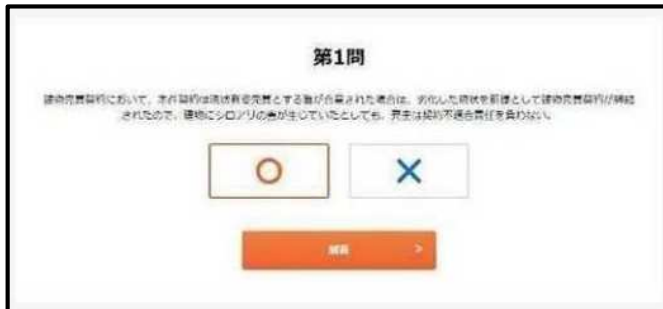 第1問
建物売買契約において、本件契約は現状有姿売買とする旨が合意された場合は、劣化した現状を前提として建物売買契約が締結
されたので、建物にシロアリの害が生じていたとしても、売主は契約不適合責任を負わない。